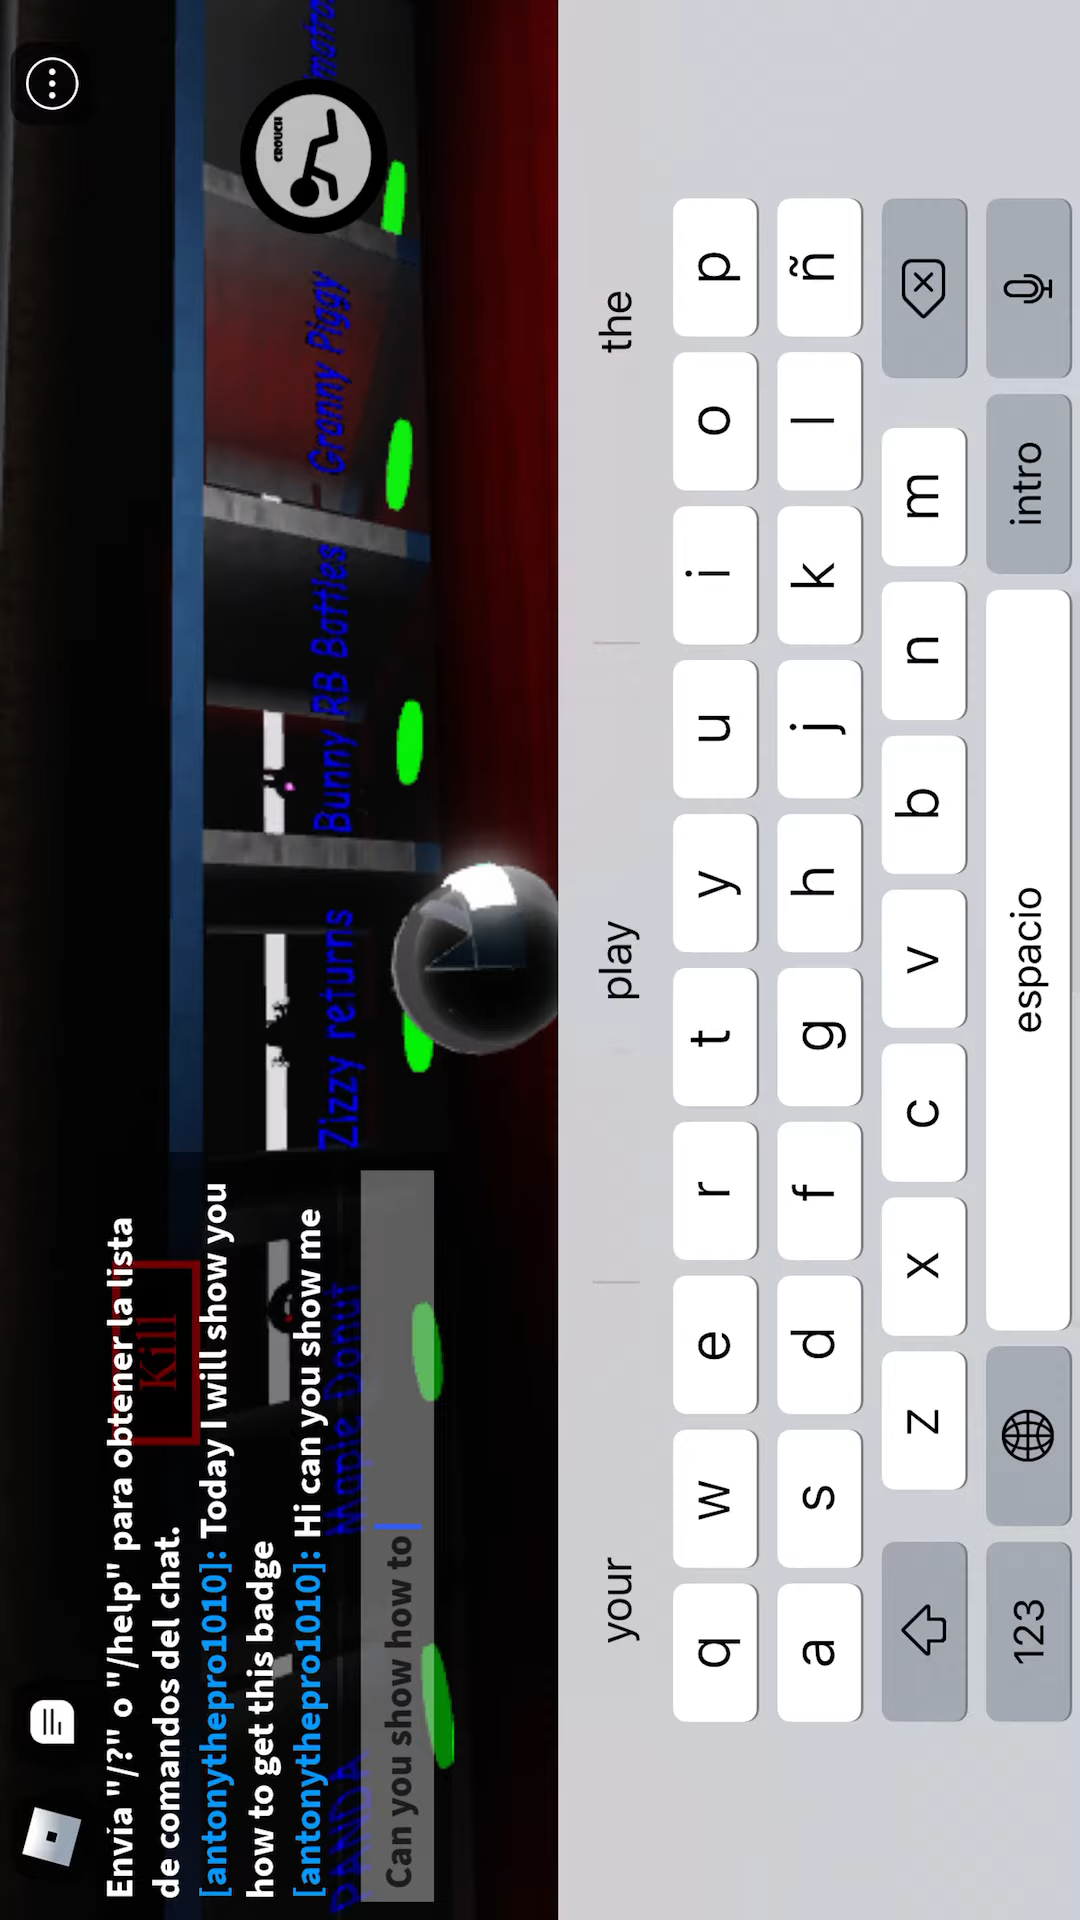 Envía "/?" o "/help" para obtener la lista
de comandos del chat.
[antonythepro1010]: Today I will show you
how to get this badge
[antonythepro1010]: Hi can you show me
Can you show how to
Kill
PANDA
Maple Donut
Zizzy returns
Bunny RB Battles
Granny Piggy
CROUCH
your play the
q w e r t y u i o p
a s d f g h j k l ñ
z x c v b n m
123 espacio intro